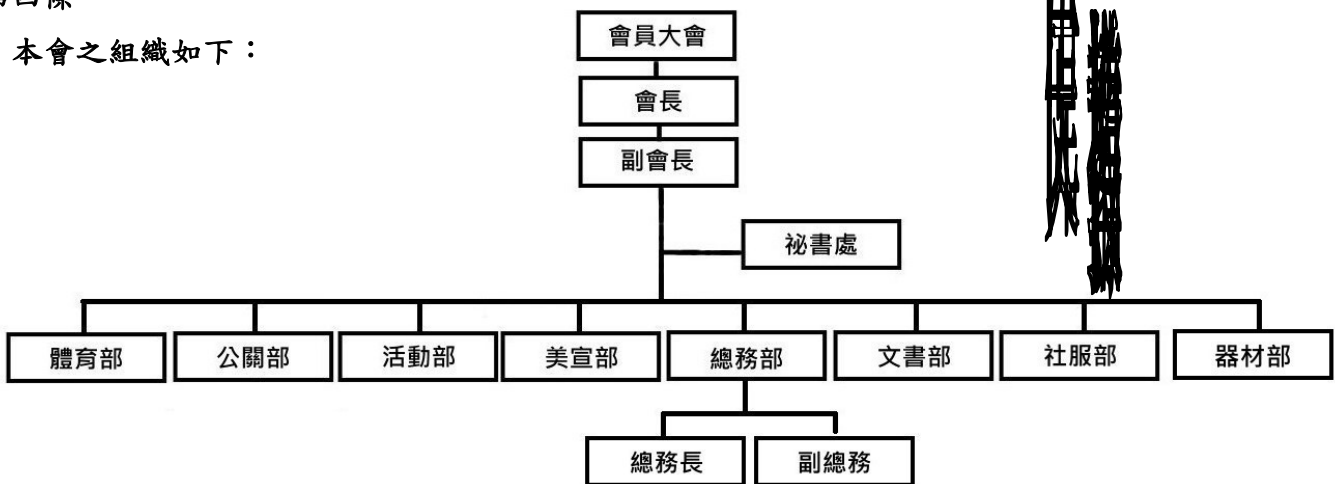 本會之組織如下：
會員大會
會長
副會長
祕書處
體育部 公關部 活動部 美宣部 總務部 文書部 社服部 器材部
總務長 副總務